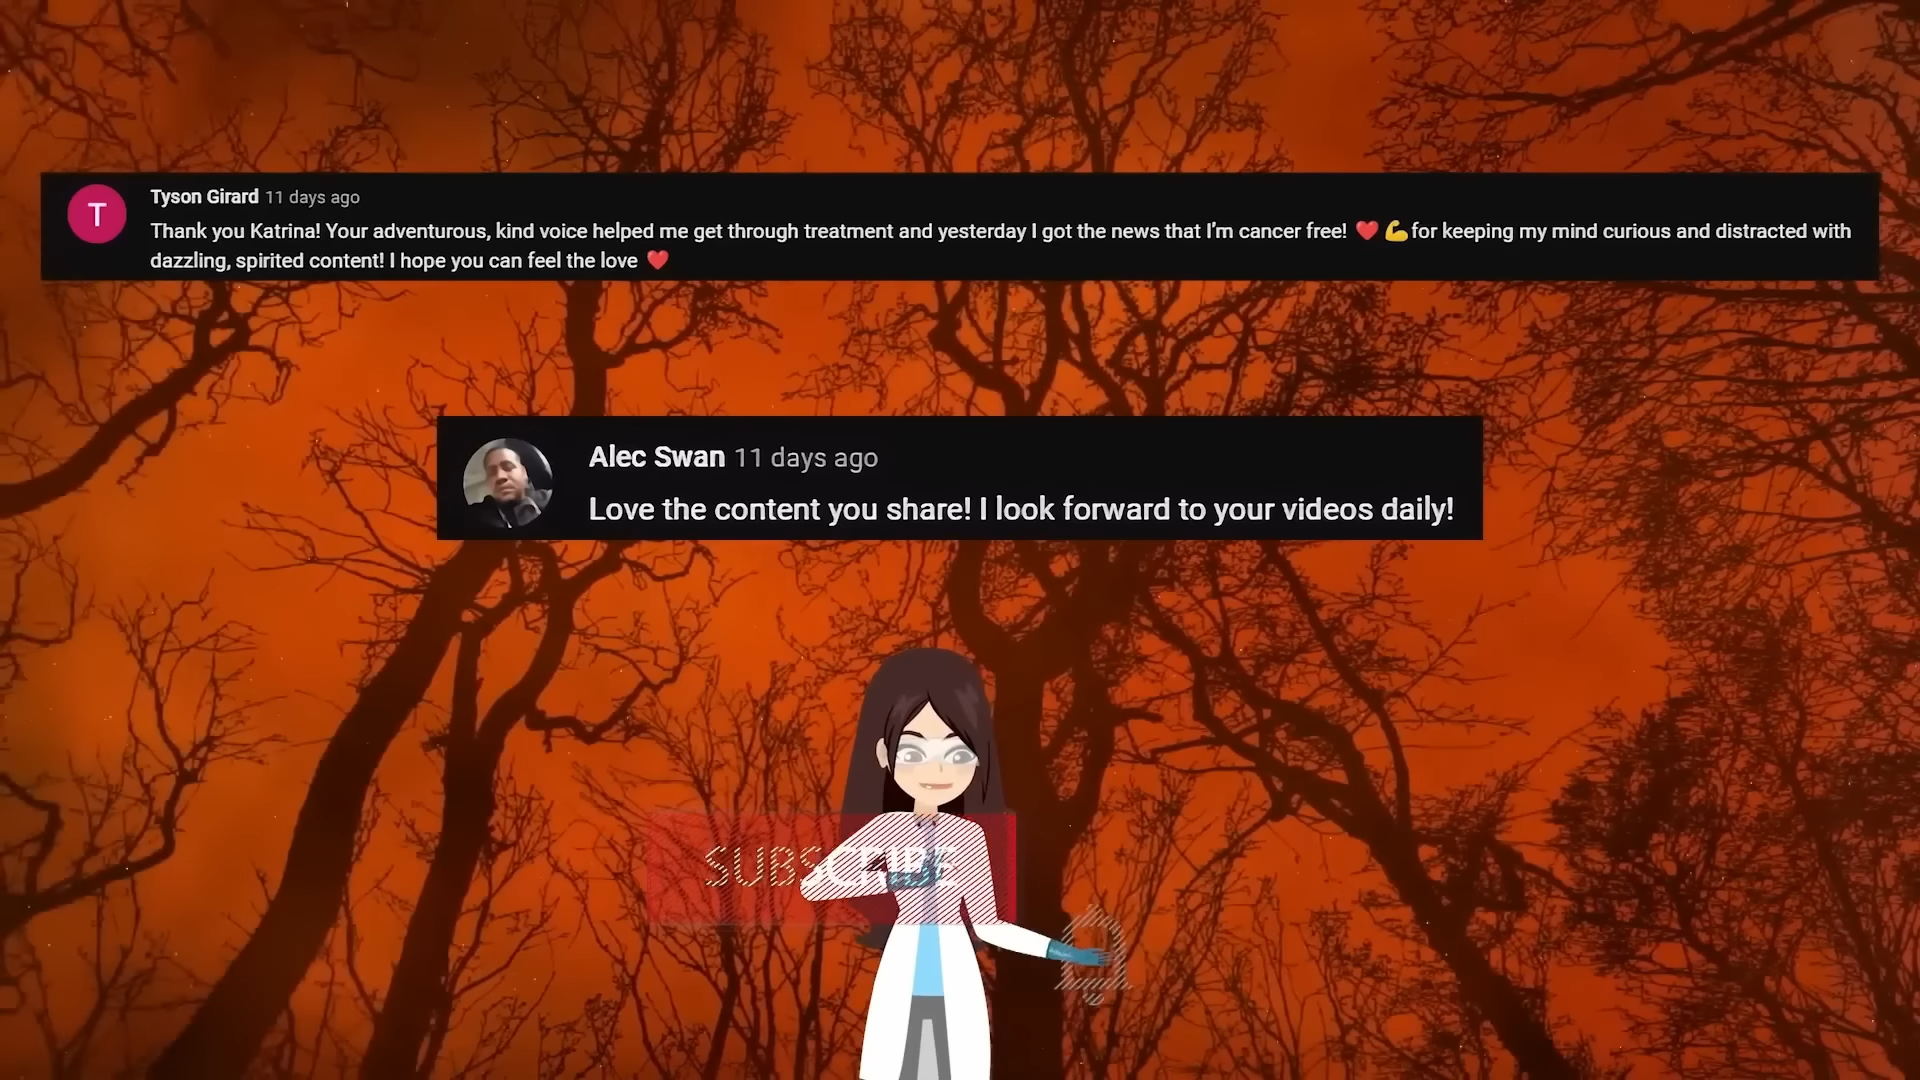 T
Tyson Girard 11 days ago
Thank you Katrina! Your adventurous, kind voice helped me get through treatment and yesterday I got the news that I'm cancer free! ❤️ 💪 for keeping my mind curious and distracted with
dazzling, spirited content! I hope you can feel the love ❤️
Alec Swan 11 days ago
Love the content you share! I look forward to your videos daily!
SUBSCRIBE